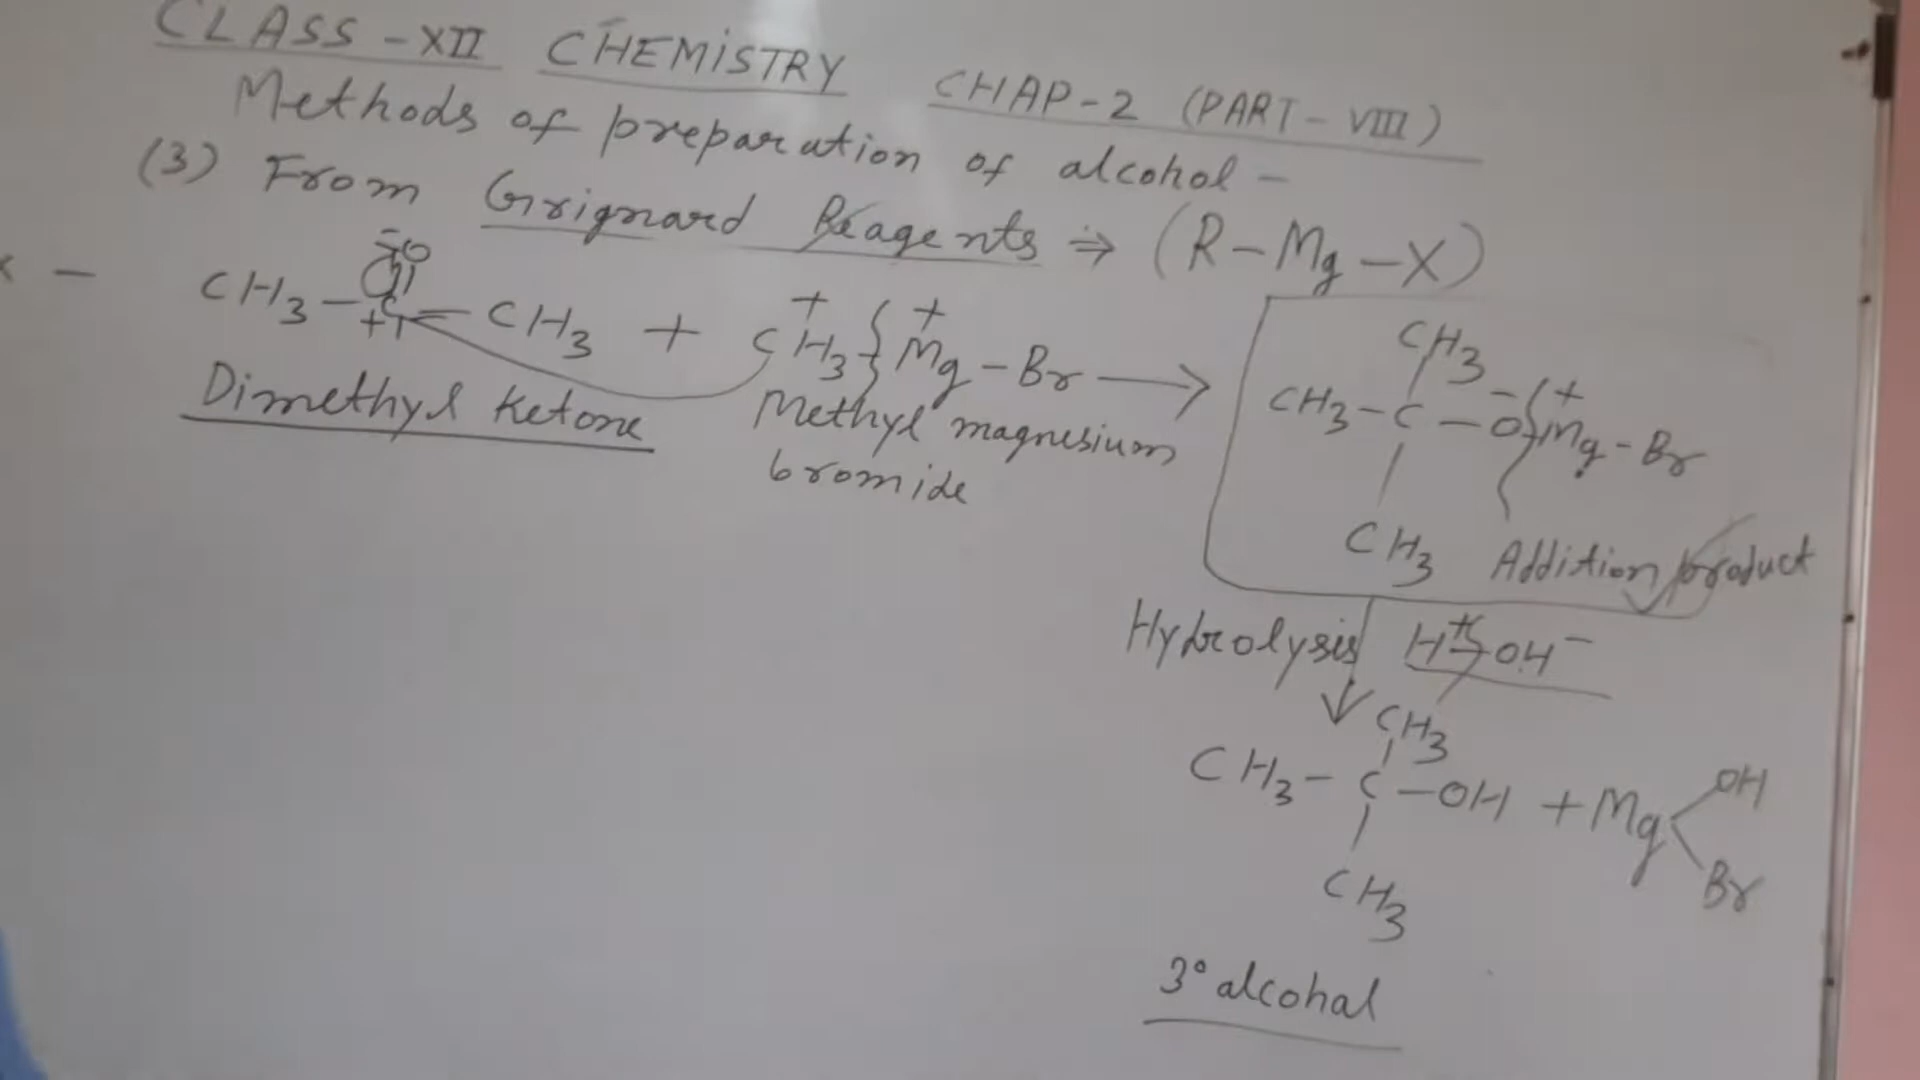 CLASS-XII CHEMISTRY CHAP-2 (PART-VIII)
Methods of preparation of alcohol-
(3) From Grignard Reagents ⇒ (R-Mg-X)
CH3-C-CH3 + CH3 Mg-Br →
Dimethyl Ketone
Methyl magnesium
bromide
CH3
CH3-C-O Mg-Br
CH3
Addition product
Hydrolysis H+ OH-
CH3
CH3-C-OH + Mg
OH
Br
CH3
3° alcohal